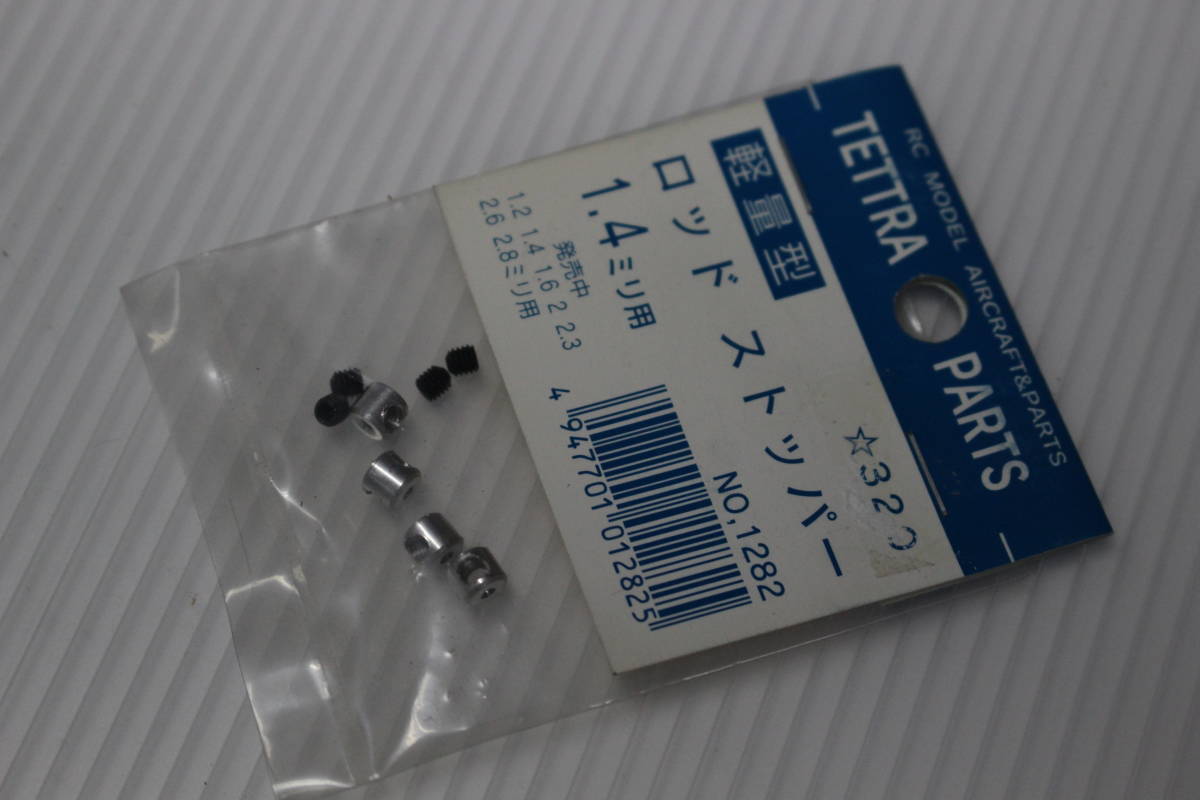 RC MODEL AIRCRAFT&PARTS
TETTRA PARTS
☆320
軽量型
ロッド ストッパー
1.4ミリ用
NO,1282
発売中
1.2 1.4 1.6 2 2.3
2.6 2.8ミリ用
4 947701 012825